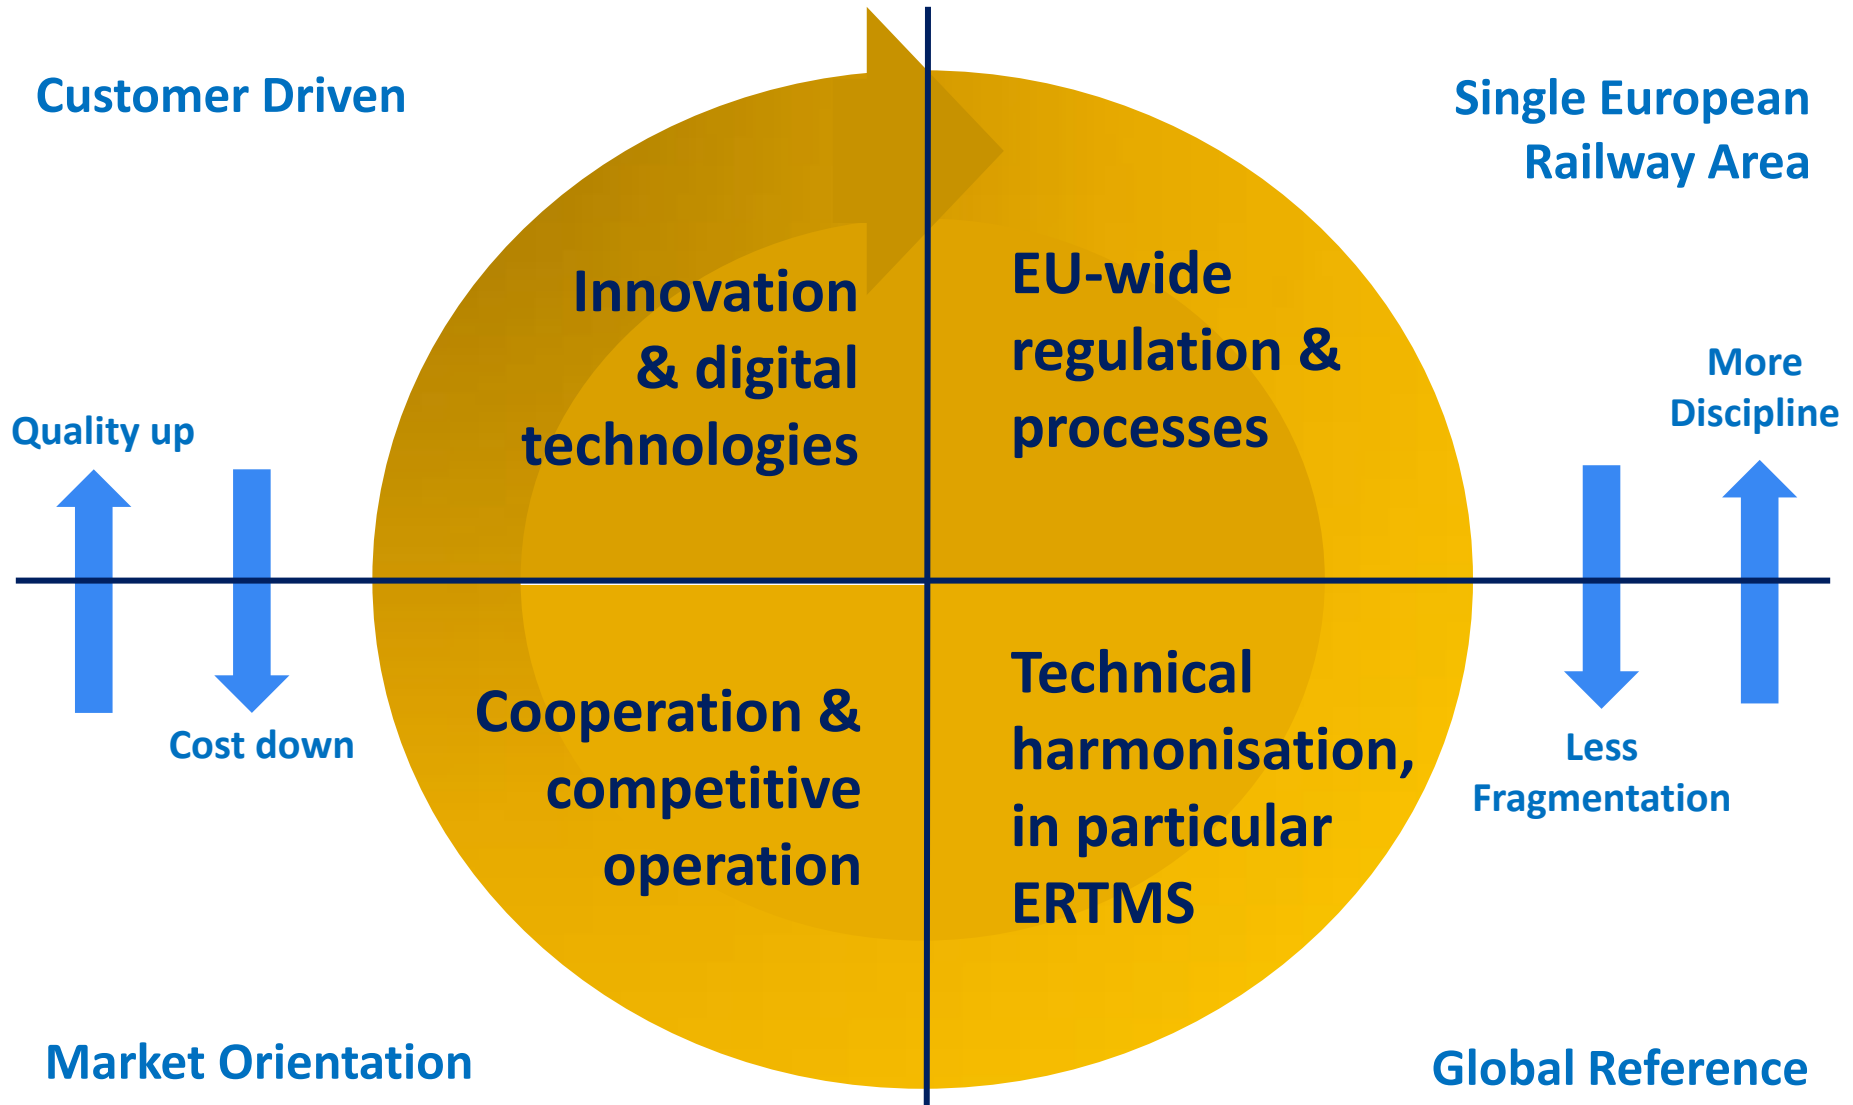 Customer Driven
Single European
Railway Area
Innovation
& digital
technologies
EU-wide
regulation &
processes
Quality up
Cost down
More
Discipline
Less
Fragmentation
Cooperation &
competitive
operation
Technical
harmonisation,
in particular
ERTMS
Market Orientation
Global Reference